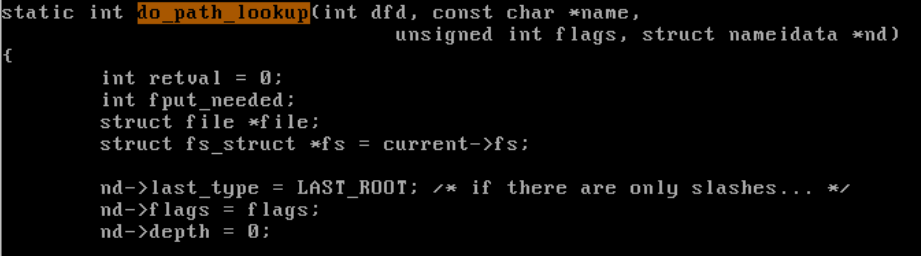 static int do_path_lookup(int dfd, const char *name,
                                unsigned int flags, struct nameidata *nd)
{
        int retval = 0;
        int fput_needed;
        struct file *file;
        struct fs_struct *fs = current->fs;

        nd->last_type = LAST_ROOT; /* if there are only slashes... */
        nd->flags = flags;
        nd->depth = 0;